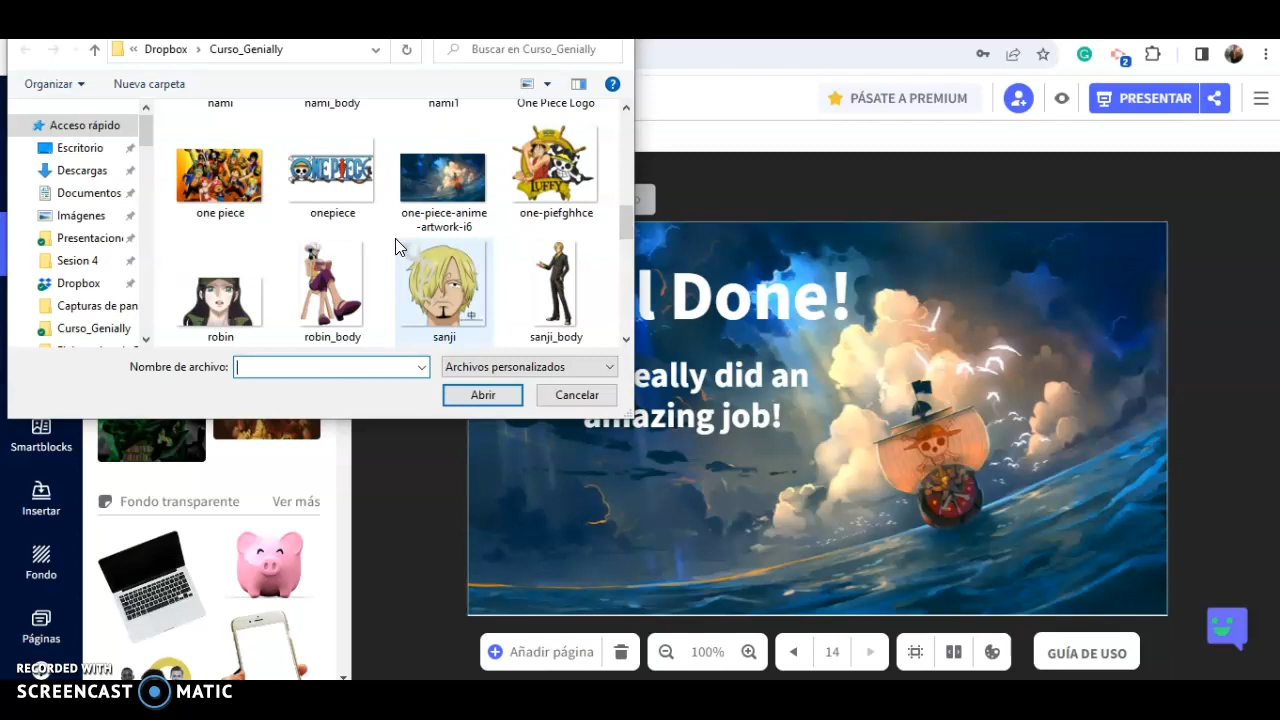 « Dropbox › Curso_Genially
Buscar en Curso_Genially
Organizar
Nueva carpeta
Acceso rápido
Escritorio
Descargas
Documentos
Imágenes
Presentacion
Sesion 4
Dropbox
Capturas de pan
Curso_Genially
nami
nami_body
nami1
One Piece Logo
one piece
onepiece
one-piece-anime
-artwork-i6
one-piefghhce
ONE PIECE
LUFFY
robin
robin_body
sanji
sanji_body
Nombre de archivo:
Archivos personalizados
Abrir
Cancelar
2
PÁSATE A PREMIUM
PRESENTAR
l Done!
eally did an
amazing job!
Smartblocks
Insertar
Fondo
Páginas
Fondo transparente
Ver más
Añadir página
100%
14
GUÍA DE USO
RECORDED WITH
SCREENCAST MATIC